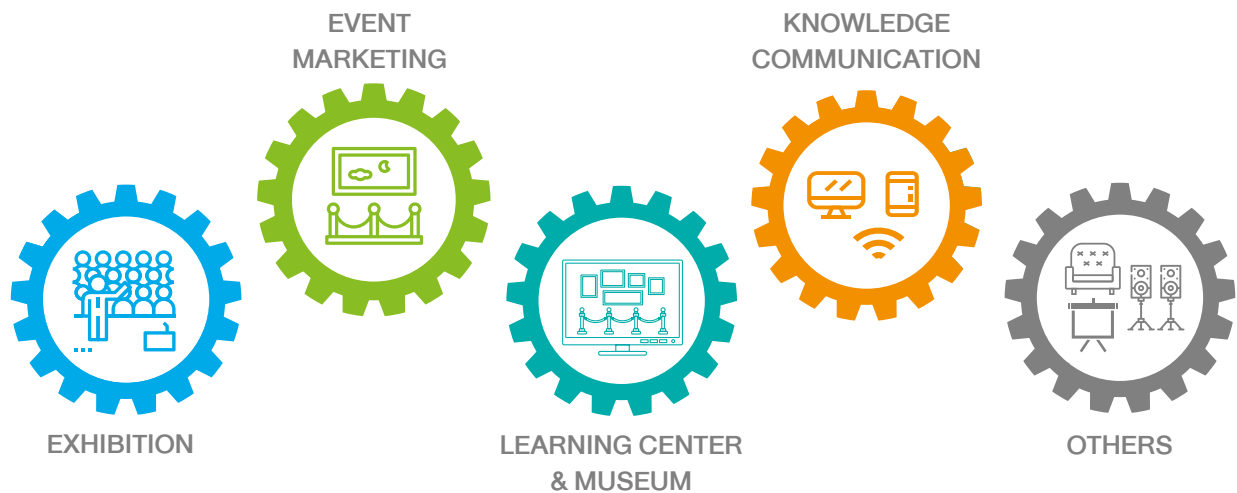 EVENT
MARKETING
KNOWLEDGE
COMMUNICATION
EXHIBITION
LEARNING CENTER
& MUSEUM
OTHERS